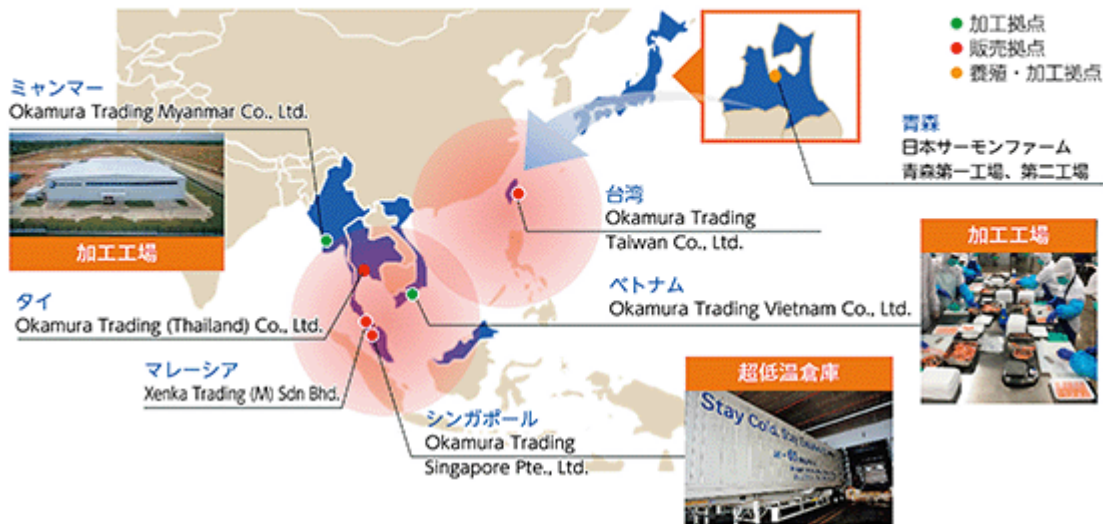 加工拠点
販売拠点
養殖・加工拠点
ミャンマー
Okamura Trading Myanmar Co., Ltd.
加工工場
青森
日本サーモンファーム
青森第一工場、第二工場
台湾
Okamura Trading
Taiwan Co., Ltd.
加工工場
タイ
Okamura Trading (Thailand) Co., Ltd.
ベトナム
Okamura Trading Vietnam Co., Ltd.
マレーシア
Xenka Trading (M) Sdn Bhd.
シンガポール
Okamura Trading
Singapore Pte., Ltd.
超低温倉庫
Stay Cold, Stay